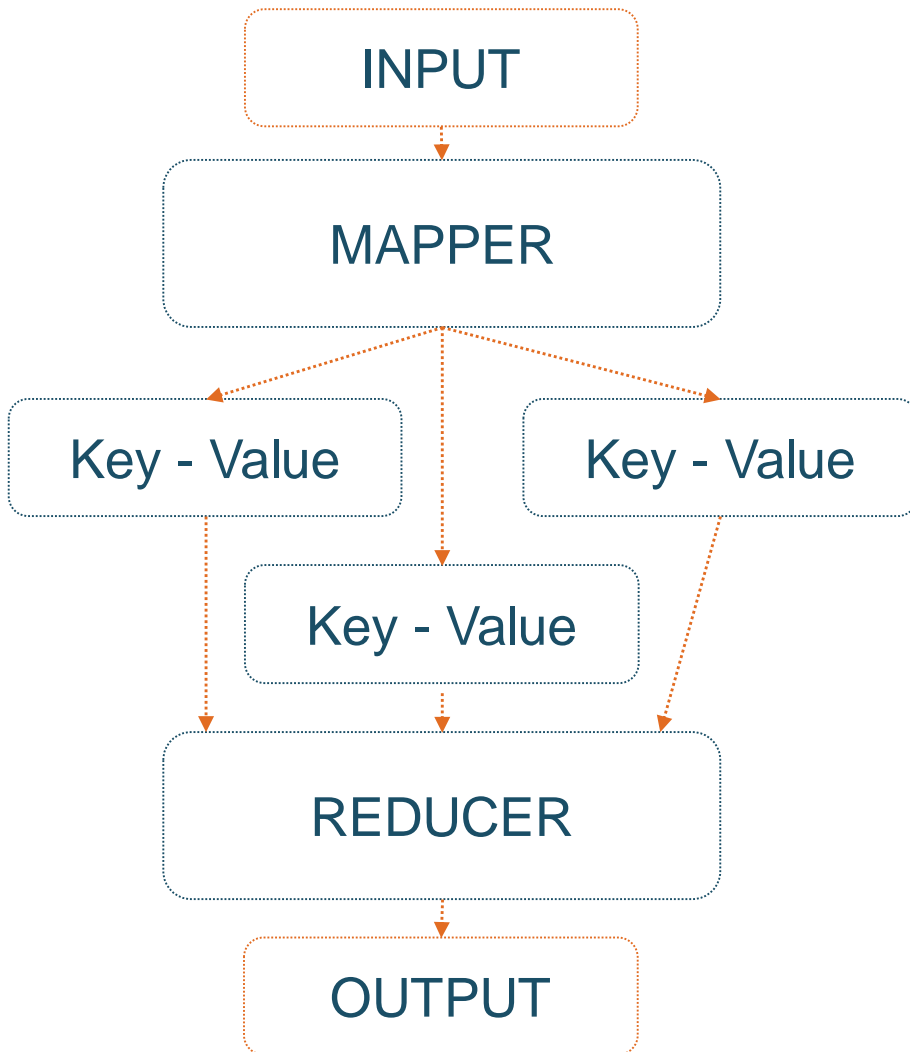 INPUT
MAPPER
Key - Value
Key - Value
Key - Value
REDUCER
OUTPUT